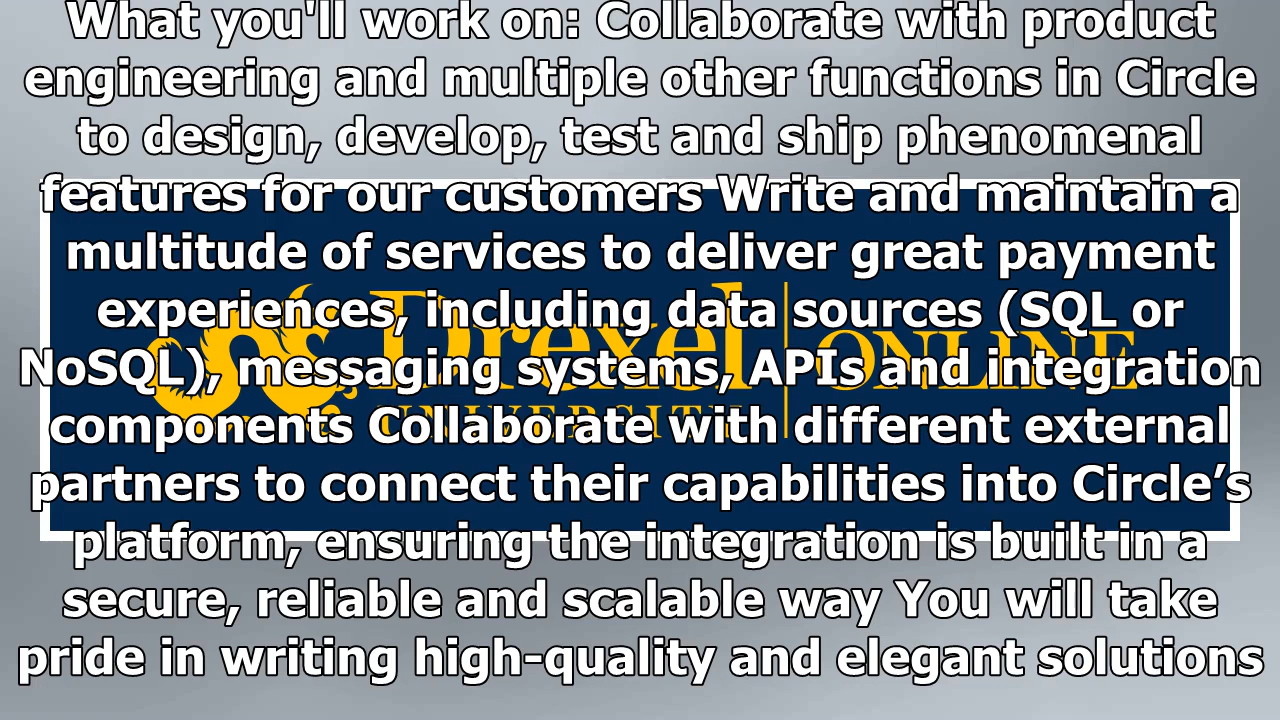 What you'll work on: Collaborate with product
engineering and multiple other functions in Circle
to design, develop, test and ship phenomenal
features for our customers Write and maintain a
multitude of services to deliver great payment
experiences, including data sources (SQL or
NoSQL), messaging systems, APIs and integration
components Collaborate with different external
partners to connect their capabilities into Circle’s
platform, ensuring the integration is built in a
secure, reliable and scalable way You will take
pride in writing high-quality and elegant solutions
Drexel
UNIVERSITY
ONLINE